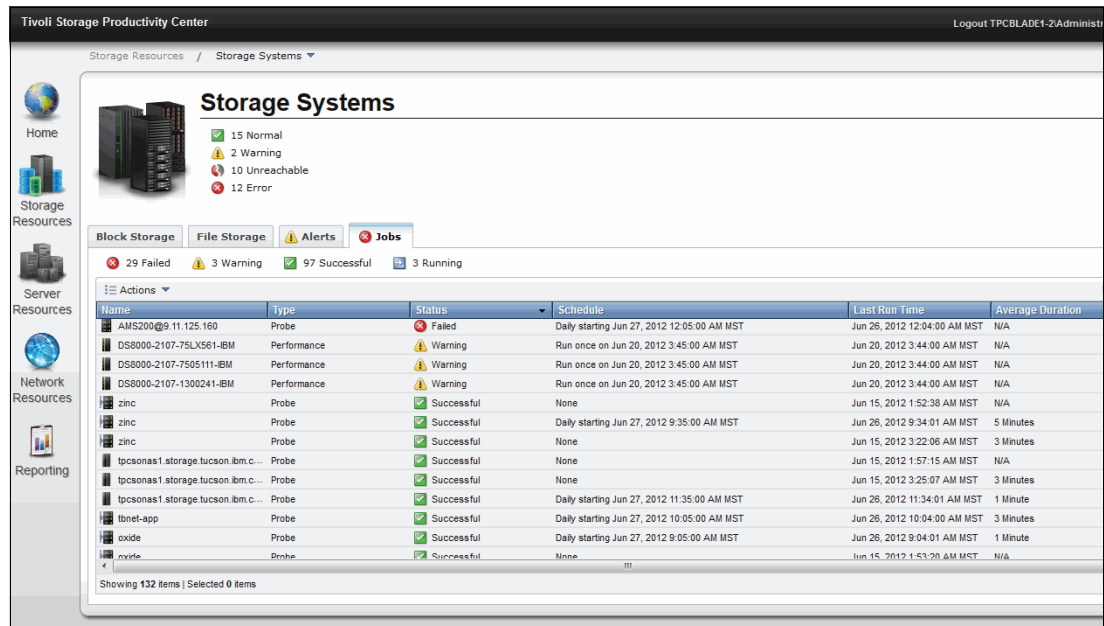 Tivoli Storage Productivity Center
Logout TPCBLADE1-2\Administr
Storage Resources / Storage Systems
Storage Systems
15 Normal
2 Warning
10 Unreachable
12 Error
Home
Storage
Resources
Server
Resources
Network
Resources
Reporting
Block Storage File Storage Alerts Jobs
29 Failed 3 Warning 97 Successful 3 Running
Actions
Name Type Status Schedule Last Run Time Average Duration
AMS200@9.11.125.160 Probe Failed Daily starting Jun 27, 2012 12:05:00 AM MST Jun 26, 2012 12:04:00 AM MST N/A
DS8000-2107-75LX561-IBM Performance Warning Run once on Jun 20, 2012 3:45:00 AM MST Jun 20, 2012 3:44:00 AM MST N/A
DS8000-2107-7505111-IBM Performance Warning Run once on Jun 20, 2012 3:45:00 AM MST Jun 20, 2012 3:44:00 AM MST N/A
DS8000-2107-1300241-IBM Performance Warning Run once on Jun 20, 2012 3:45:00 AM MST Jun 20, 2012 3:44:00 AM MST N/A
zinc Probe Successful None Jun 15, 2012 1:52:38 AM MST N/A
zinc Probe Successful Daily starting Jun 27, 2012 9:35:00 AM MST Jun 26, 2012 9:34:01 AM MST 5 Minutes
zinc Probe Successful None Jun 15, 2012 3:22:06 AM MST 3 Minutes
tpcsonas1.storage.tucson.ibm.c... Probe Successful None Jun 15, 2012 1:57:15 AM MST N/A
tpcsonas1.storage.tucson.ibm.c... Probe Successful None Jun 15, 2012 3:25:07 AM MST 3 Minutes
tpcsonas1.storage.tucson.ibm.c... Probe Successful Daily starting Jun 27, 2012 11:35:00 AM MST Jun 26, 2012 11:34:01 AM MST 1 Minute
tbnet-app Probe Successful Daily starting Jun 27, 2012 10:05:00 AM MST Jun 26, 2012 10:04:00 AM MST 3 Minutes
oxide Probe Successful Daily starting Jun 27, 2012 9:05:00 AM MST Jun 26, 2012 9:04:01 AM MST 1 Minute
oxide Probe Successful None Jun 15, 2012 1:53:20 AM MST N/A
Showing 132 items | Selected 0 items